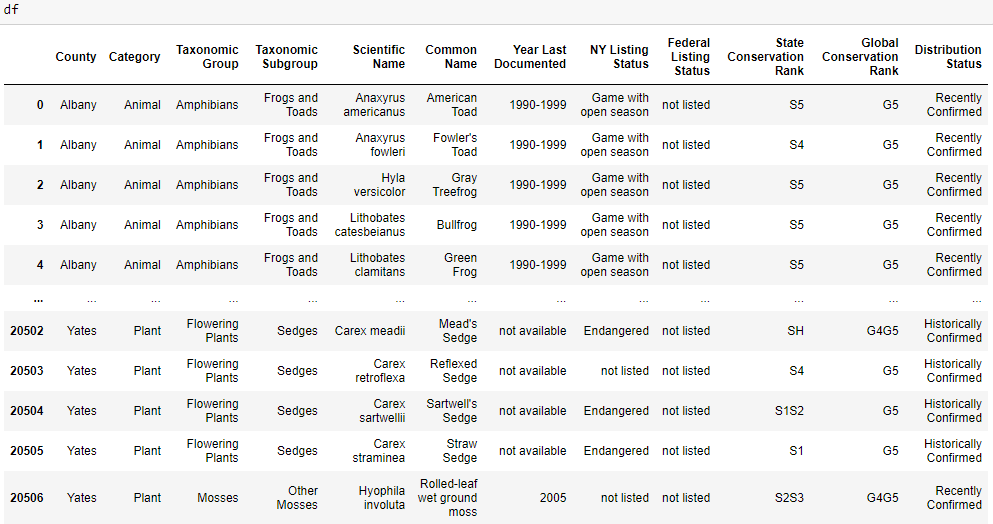 df
County Category Taxonomic Group Taxonomic Subgroup Scientific Name Common Name Year Last Documented NY Listing Status Federal Listing Status State Conservation Rank Global Conservation Rank Distribution Status
0 Albany Animal Amphibians Frogs and Toads Anaxyrus americanus American Toad 1990-1999 Game with open season not listed S5 G5 Recently Confirmed
1 Albany Animal Amphibians Frogs and Toads Anaxyrus fowleri Fowler's Toad 1990-1999 Game with open season not listed S4 G5 Recently Confirmed
2 Albany Animal Amphibians Frogs and Toads Hyla versicolor Gray Treefrog 1990-1999 Game with open season not listed S5 G5 Recently Confirmed
3 Albany Animal Amphibians Frogs and Toads Lithobates catesbeianus Bullfrog 1990-1999 Game with open season not listed S5 G5 Recently Confirmed
4 Albany Animal Amphibians Frogs and Toads Lithobates clamitans Green Frog 1990-1999 Game with open season not listed S5 G5 Recently Confirmed
... ... ... ... ... ... ... ... ... ... ... ... ...
20502 Yates Plant Flowering Plants Sedges Carex meadii Mead's Sedge not available Endangered not listed SH G4G5 Historically Confirmed
20503 Yates Plant Flowering Plants Sedges Carex retroflexa Reflexed Sedge not available not listed not listed S4 G5 Historically Confirmed
20504 Yates Plant Flowering Plants Sedges Carex sartwellii Sartwell's Sedge not available Endangered not listed S1S2 G5 Historically Confirmed
20505 Yates Plant Flowering Plants Sedges Carex straminea Straw Sedge not available Endangered not listed S1 G5 Historically Confirmed
20506 Yates Plant Mosses Other Mosses Hyophila involuta Rolled-leaf wet ground moss 2005 not listed not listed S2S3 G4G5 Recently Confirmed